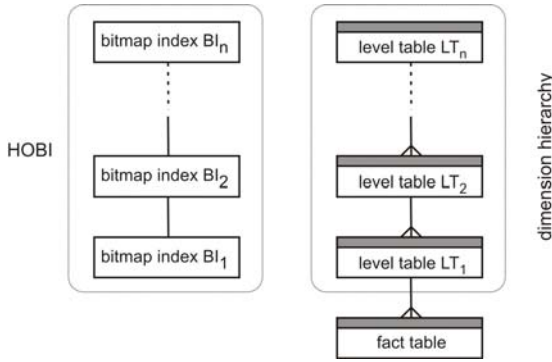 bitmap index BIn
level table LTn
HOBI
dimension hierarchy
bitmap index BI2
level table LT2
bitmap index BI1
level table LT1
fact table